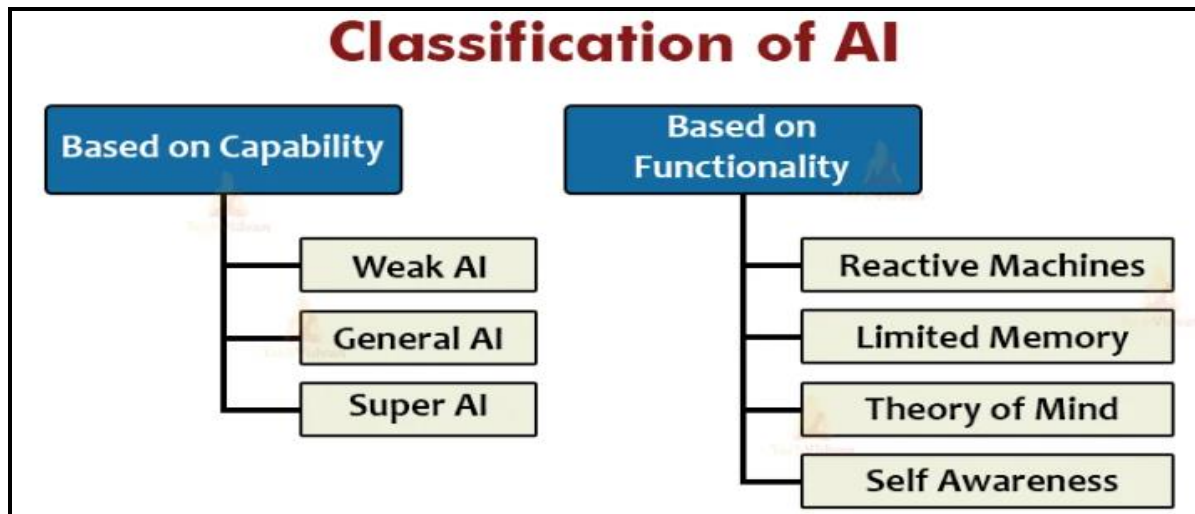 Classification of AI
Based on Capability
Weak AI
General AI
Super AI
Based on
Functionality
Reactive Machines
Limited Memory
Theory of Mind
Self Awareness